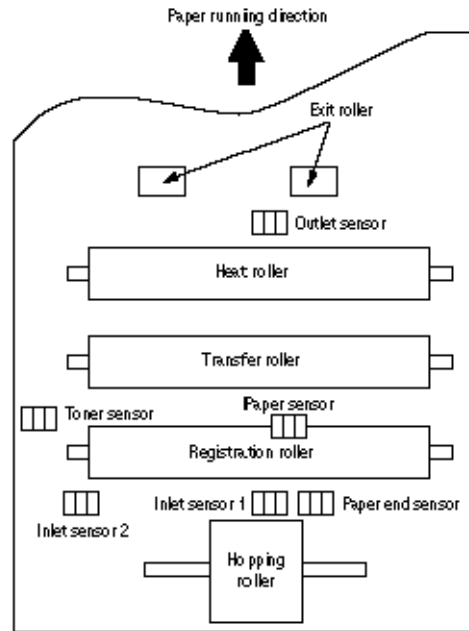 Paper running direction
Exit roller
Outlet sensor
Heat roller
Transfer roller
Paper sensor
Toner sensor
Registration roller
Inlet sensor 1
Paper end sensor
Inlet sensor 2
Hopping
roller